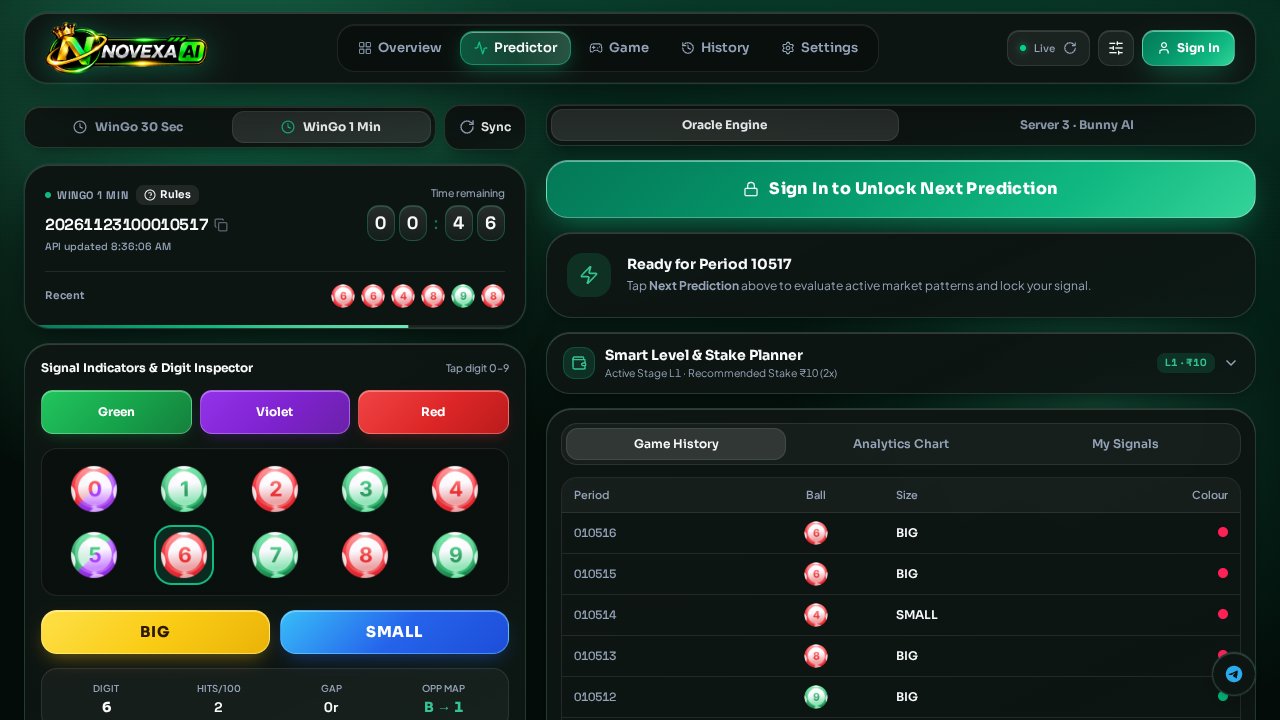 NOVEXA AI
Overview
Predictor
Game
History
Settings
Live
Sign In
WinGo 30 Sec
WinGo 1 Min
Sync
WINGO 1 MIN
Rules
20261123100010517
API updated 8:36:06 AM
Time remaining
0 0 : 4 6
Recent
6 6 4 8 9 8
Signal Indicators & Digit Inspector
Tap digit 0–9
Green
Violet
Red
0 1 2 3 4
5 6 7 8 9
BIG
SMALL
DIGIT HITS/100 GAP OPP MAP
6 2 0r B → 1
Oracle Engine
Server 3 · Bunny AI
Sign In to Unlock Next Prediction
Ready for Period 10517
Tap Next Prediction above to evaluate active market patterns and lock your signal.
Smart Level & Stake Planner
Active Stage L1 · Recommended Stake ₹10 (2x)
L1 · ₹10
Game History
Analytics Chart
My Signals
Period Ball Size Colour
010516 6 BIG
010515 6 BIG
010514 4 SMALL
010513 8 BIG
010512 9 BIG